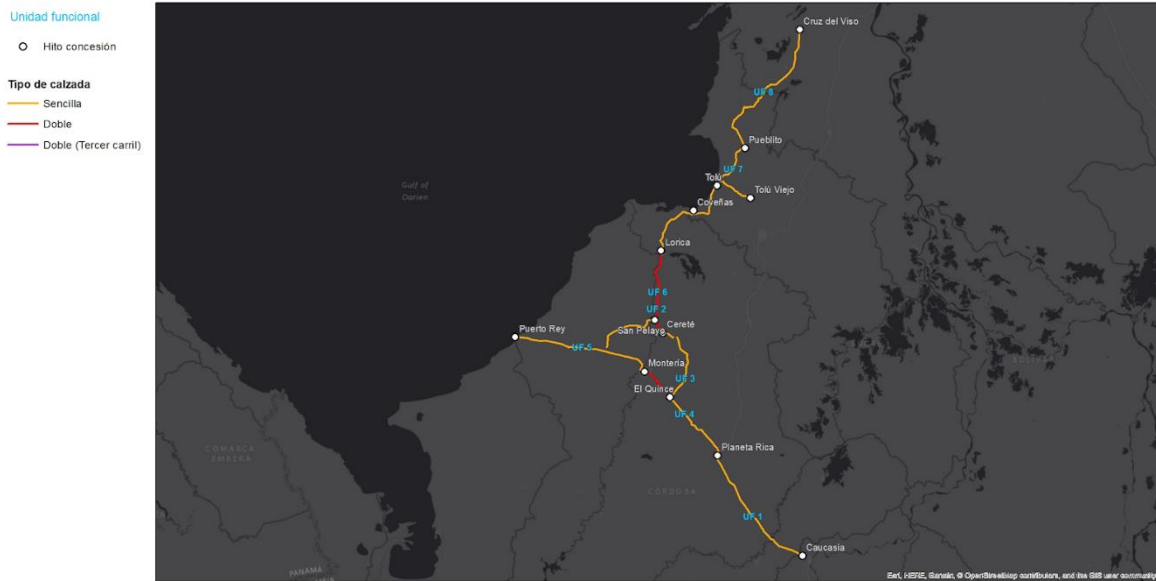 Unidad funcional
Hito concesión
Tipo de calzada
Sencilla
Doble
Doble (Tercer carril)
Cruz del Viso
UF 8
Pueblito
UF 7
Tolú
Tolú Viejo
Coveñas
Gulf of
Darien
Lorica
UF 6
UF 2
San Pelayo
Cereté
Puerto Rey
UF 5
Montería
UF 3
El Quince
UF 4
Planeta Rica
COMARCA
EMBERA
CÓRDOBA
UF 1
Caucasia
PANAMÁ
Esri, HERE, Garmin, © OpenStreetMap contributors, and the GIS user community